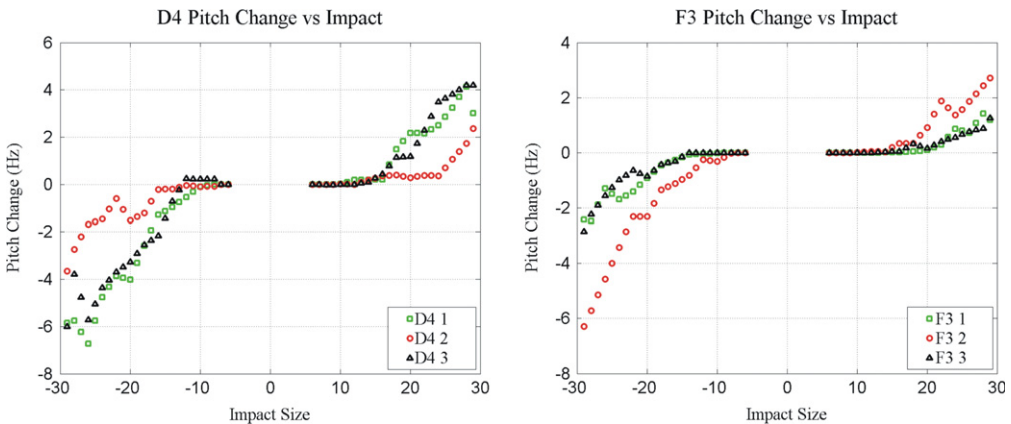 D4 Pitch Change vs Impact
Pitch Change (Hz)
6
4
2
0
-2
-4
-6
-8
-30
-20
-10
0
10
20
30
Impact Size
D4 1
D4 2
D4 3
F3 Pitch Change vs Impact
Pitch Change (Hz)
4
2
0
-2
-4
-6
-8
-30
-20
-10
0
10
20
30
Impact Size
F3 1
F3 2
F3 3